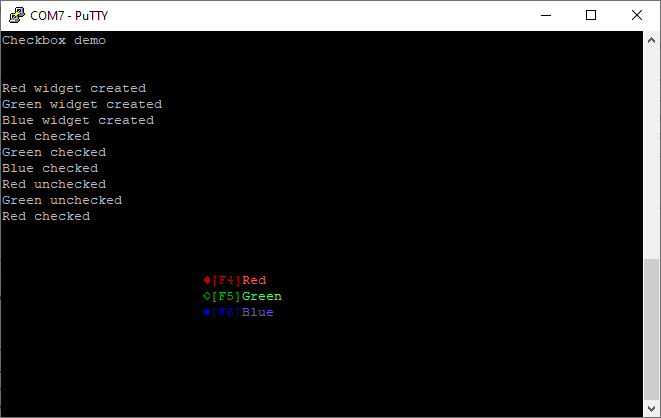 COM7 - PuTTY
Checkbox demo
Red widget created
Green widget created
Blue widget created
Red checked
Green checked
Blue checked
Red unchecked
Green unchecked
Red checked
◆[F4]Red
◇[F5]Green
◆[F6]Blue